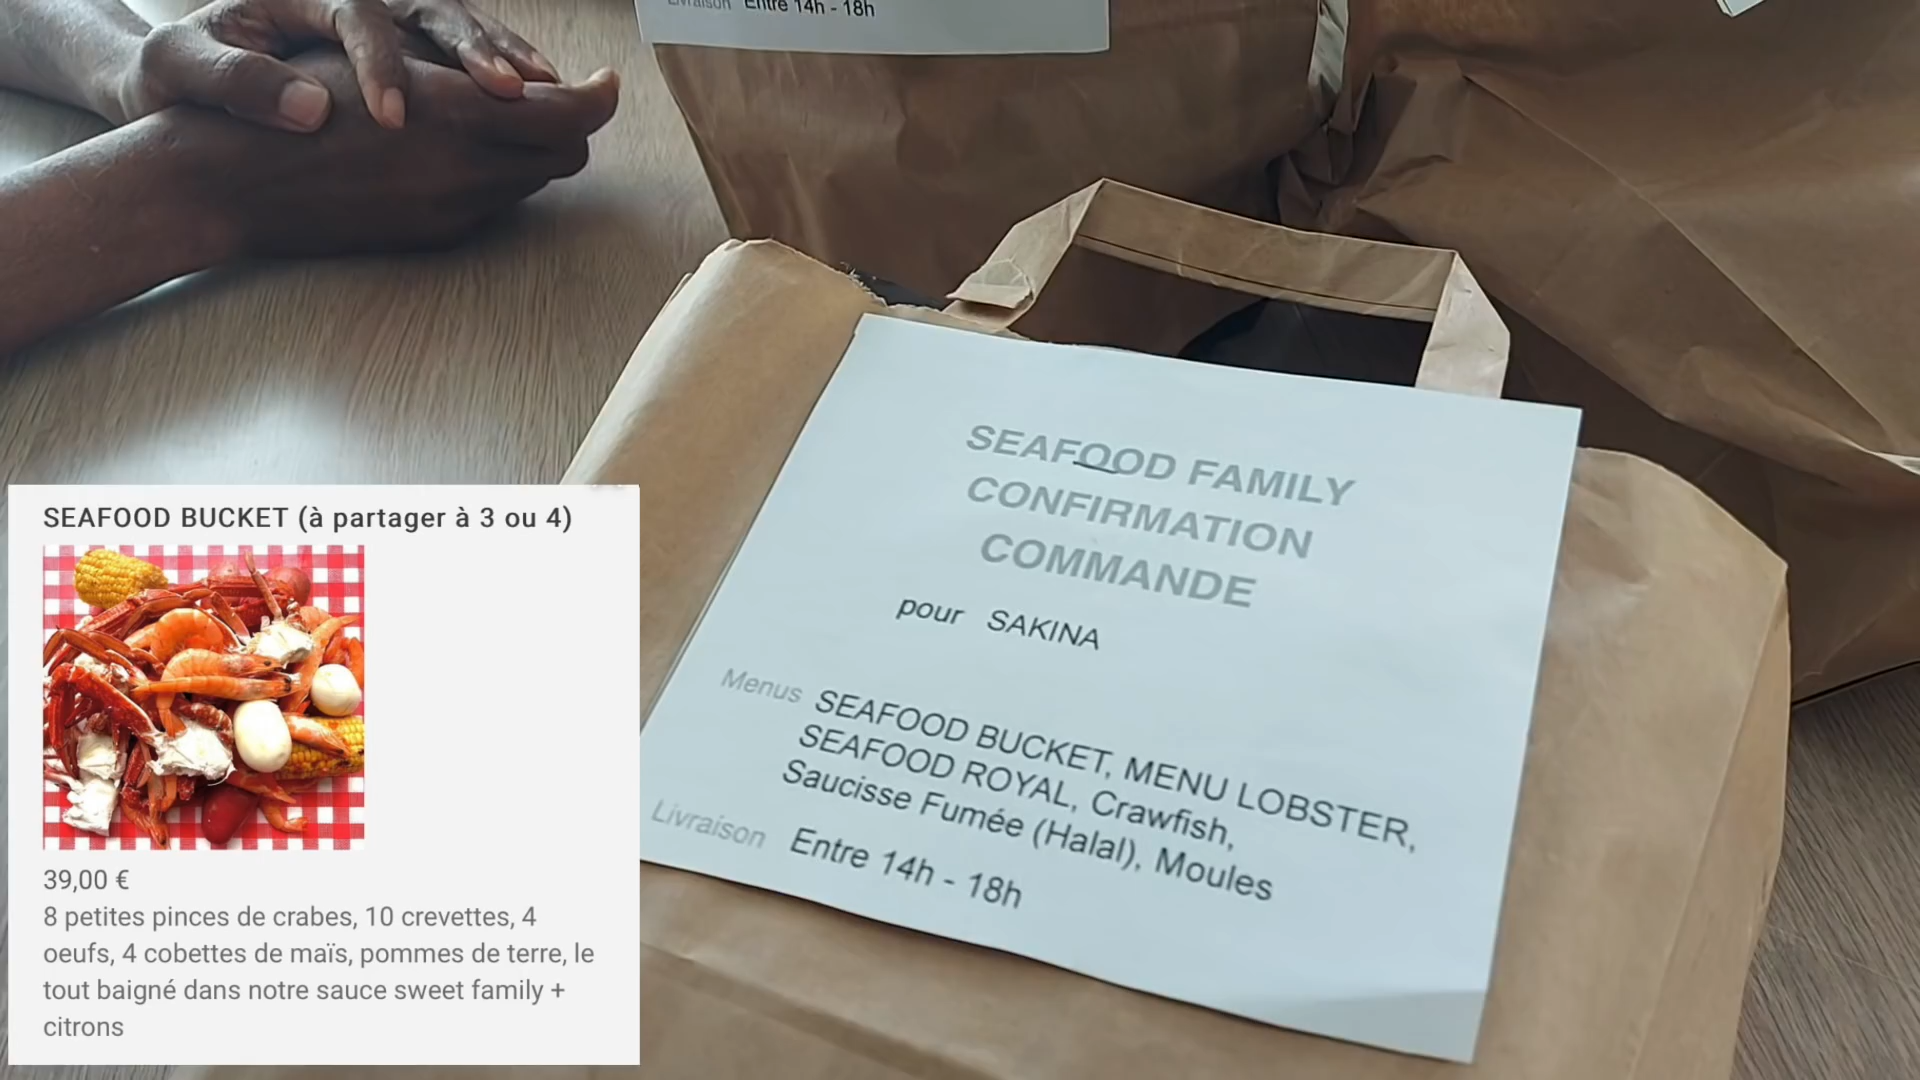 Livraison Entre 14h - 18h
SEAFOOD FAMILY
CONFIRMATION
COMMANDE
pour SAKINA
Menus SEAFOOD BUCKET, MENU LOBSTER,
SEAFOOD ROYAL, Crawfish,
Saucisse Fumée (Halal), Moules
Livraison Entre 14h - 18h
SEAFOOD BUCKET (à partager à 3 ou 4)
39,00 €
8 petites pinces de crabes, 10 crevettes, 4
oeufs, 4 cobettes de maïs, pommes de terre, le
tout baigné dans notre sauce sweet family +
citrons